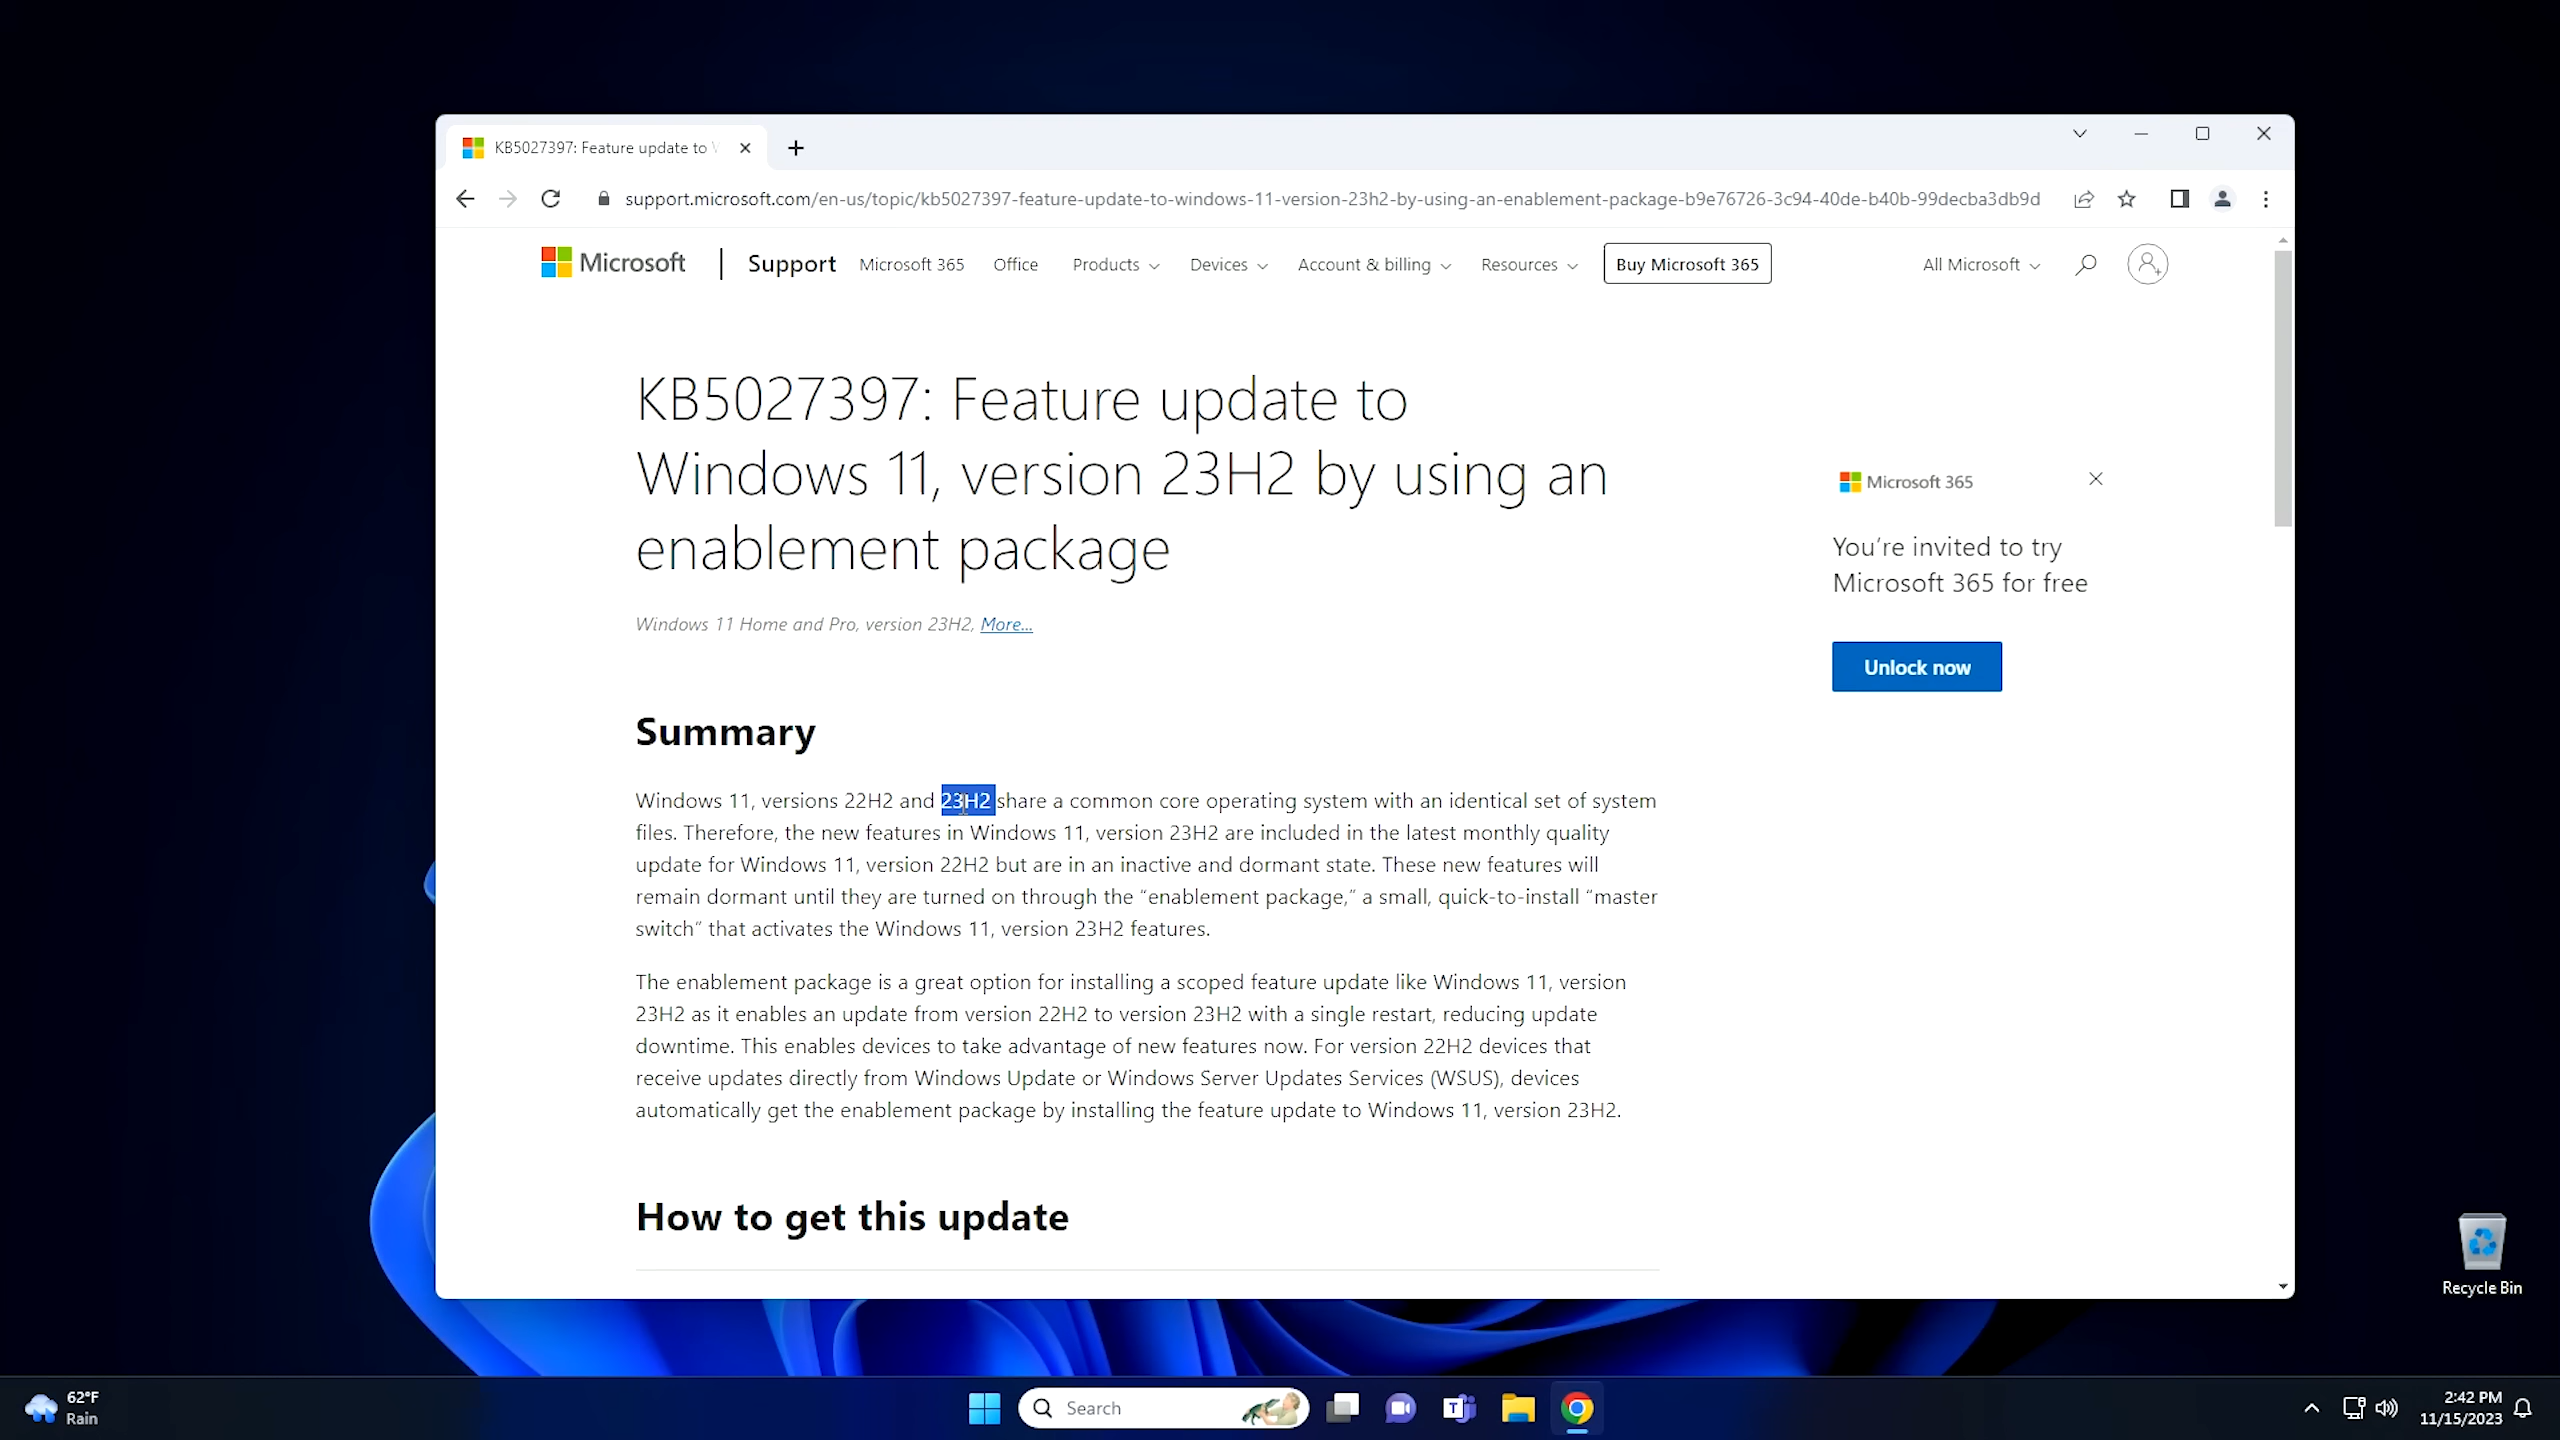 KB5027397: Feature update to W
support.microsoft.com/en-us/topic/kb5027397-feature-update-to-windows-11-version-23h2-by-using-an-enablement-package-b9e76726-3c94-40de-b40b-99decba3db9d
Microsoft | Support Microsoft 365 Office Products Devices Account & billing Resources Buy Microsoft 365 All Microsoft
KB5027397: Feature update to
Windows 11, version 23H2 by using an
enablement package
Microsoft 365
You're invited to try
Microsoft 365 for free
Unlock now
Windows 11 Home and Pro, version 23H2, More...
Summary
Windows 11, versions 22H2 and 23H2 share a common core operating system with an identical set of system
files. Therefore, the new features in Windows 11, version 23H2 are included in the latest monthly quality
update for Windows 11, version 22H2 but are in an inactive and dormant state. These new features will
remain dormant until they are turned on through the “enablement package,” a small, quick-to-install “master
switch” that activates the Windows 11, version 23H2 features.
The enablement package is a great option for installing a scoped feature update like Windows 11, version
23H2 as it enables an update from version 22H2 to version 23H2 with a single restart, reducing update
downtime. This enables devices to take advantage of new features now. For version 22H2 devices that
receive updates directly from Windows Update or Windows Server Updates Services (WSUS), devices
automatically get the enablement package by installing the feature update to Windows 11, version 23H2.
How to get this update
Recycle Bin
62°F
Rain
Search
2:42 PM
11/15/2023